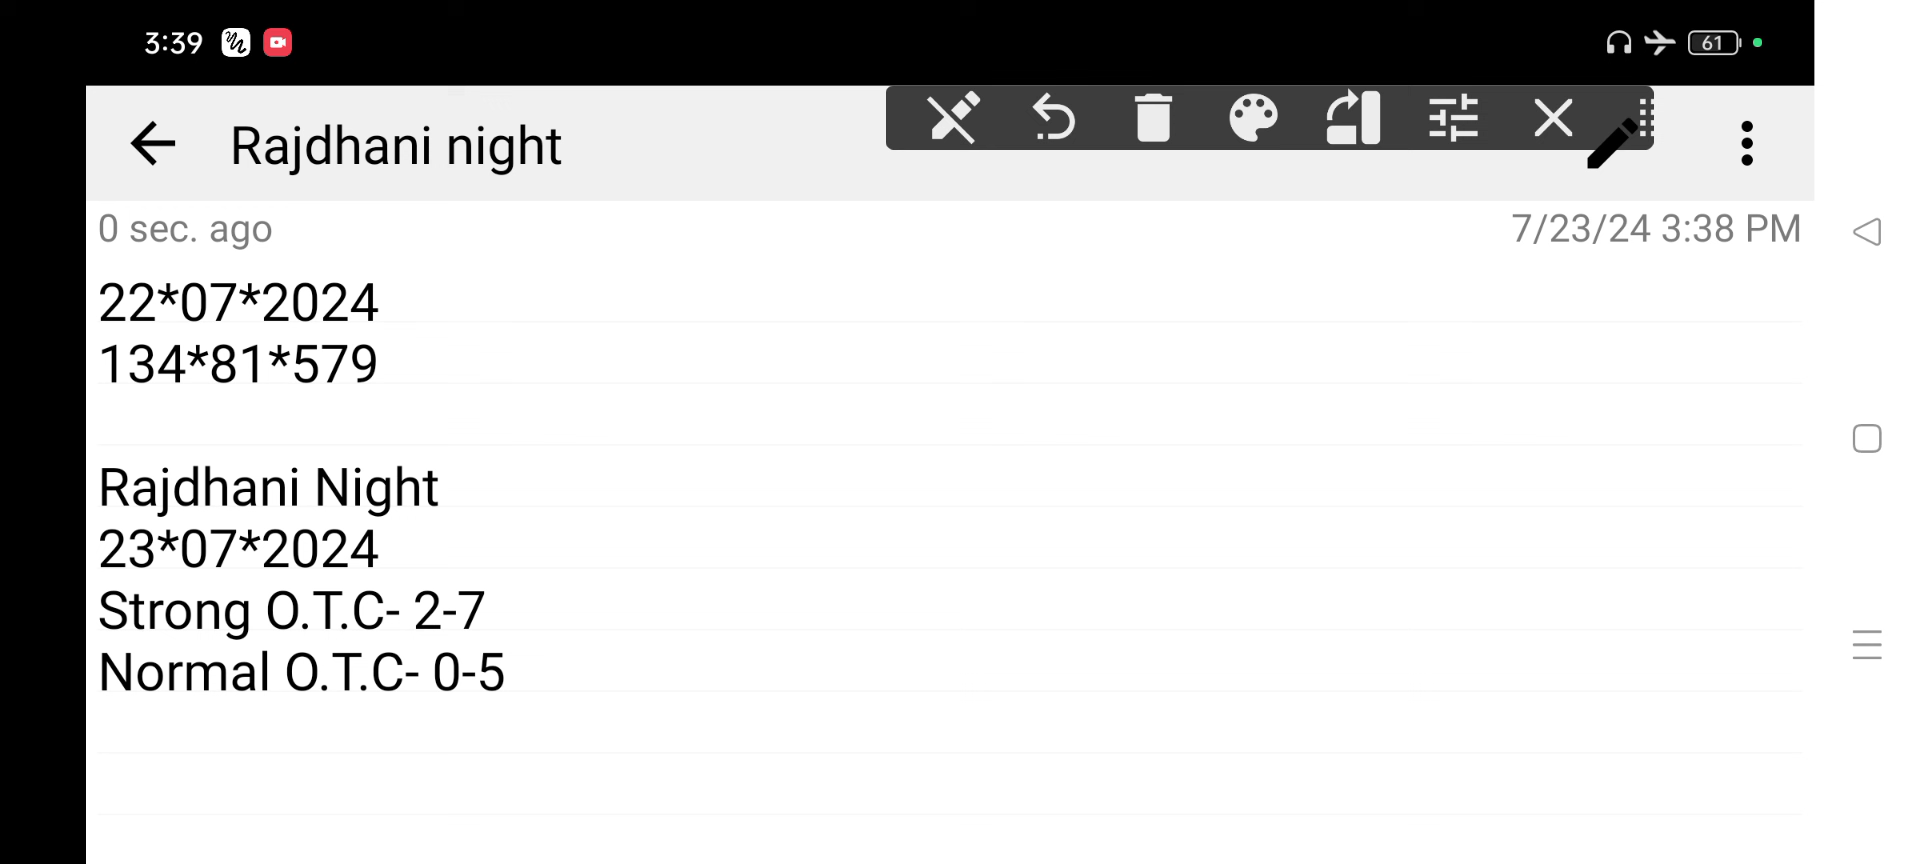 3:39
61
Rajdhani night
0 sec. ago
7/23/24 3:38 PM
22*07*2024
134*81*579
Rajdhani Night
23*07*2024
Strong O.T.C- 2-7
Normal O.T.C- 0-5